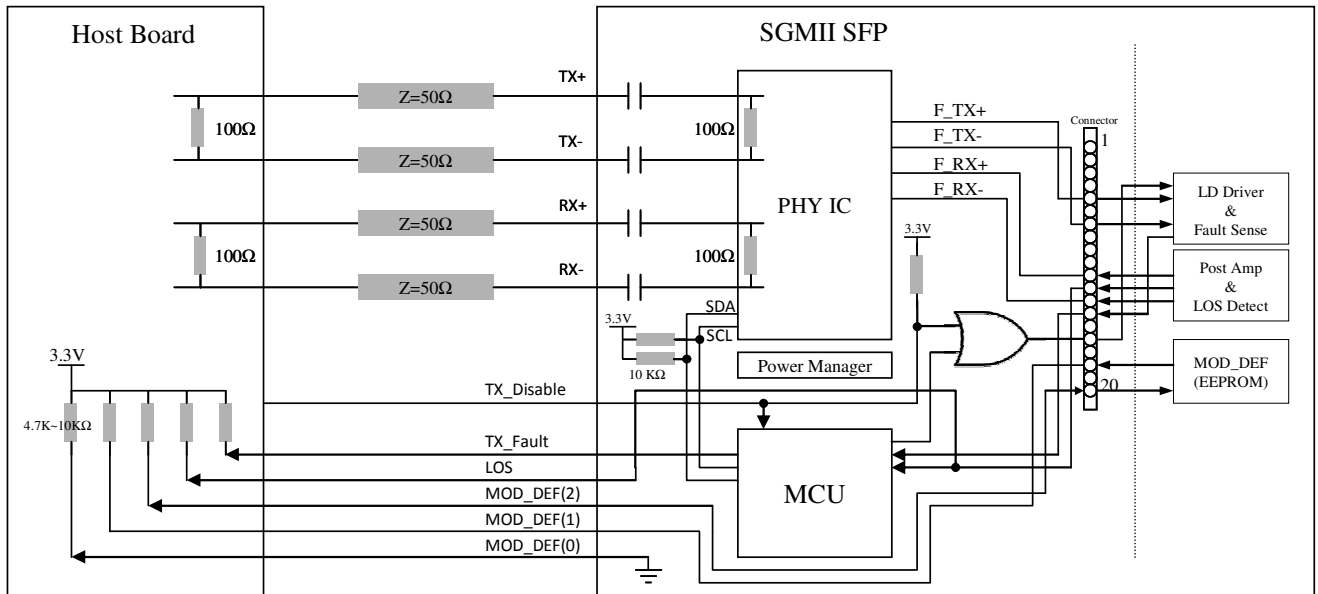 Host Board
SGMII SFP
TX+
Z=50Ω
100Ω
100Ω
TX-
Z=50Ω
RX+
Z=50Ω
100Ω
100Ω
RX-
Z=50Ω
PHY IC
F_TX+
F_TX-
F_RX+
F_RX-
Connector
1
20
LD Driver
&
Fault Sense
Post Amp
&
LOS Detect
MOD_DEF
(EEPROM)
3.3V
SDA
SCL
3.3V
10 KΩ
Power Manager
3.3V
4.7K~10KΩ
TX_Disable
TX_Fault
LOS
MOD_DEF(2)
MOD_DEF(1)
MOD_DEF(0)
MCU